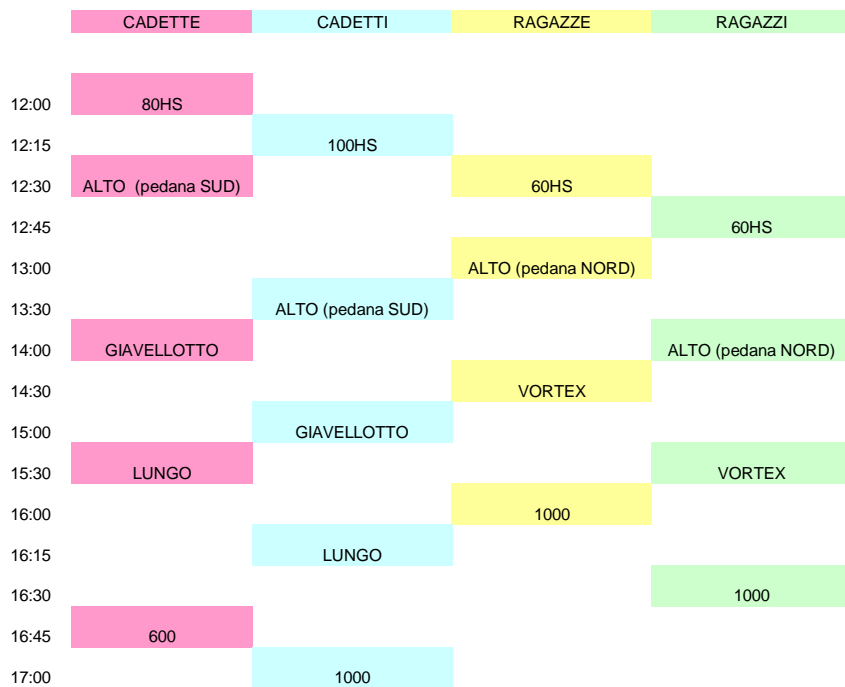 CADETTE CADETTI RAGAZZE RAGAZZI
12:00 80HS
12:15 100HS
12:30 ALTO (pedana SUD) 60HS
12:45 60HS
13:00 ALTO (pedana NORD)
13:30 ALTO (pedana SUD)
14:00 GIAVELLOTTO ALTO (pedana NORD)
14:30 VORTEX
15:00 GIAVELLOTTO
15:30 LUNGO VORTEX
16:00 1000
16:15 LUNGO
16:30 1000
16:45 600
17:00 1000